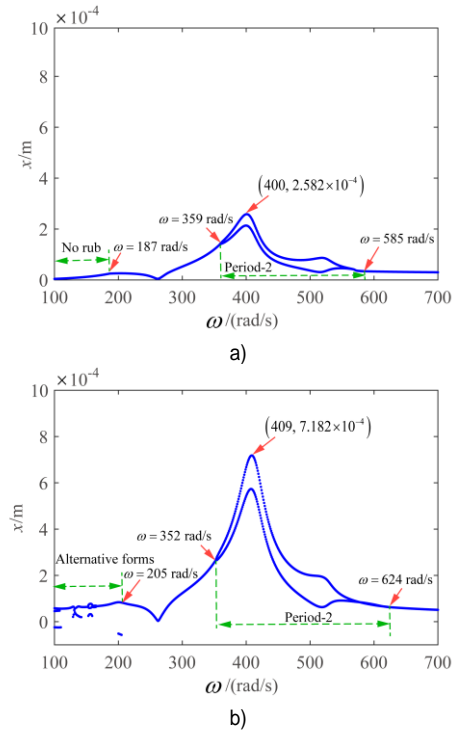 ×10⁻⁴
10
8
6
4
2
0
x/m
(400, 2.582×10⁻⁴)
ω = 359 rad/s
No rub
ω = 187 rad/s
ω = 585 rad/s
Period-2
100 200 300 400 500 600 700
ω/(rad/s)
a)
×10⁻⁴
10
8
6
4
2
0
x/m
(409, 7.182×10⁻⁴)
ω = 352 rad/s
Alternative forms
ω = 205 rad/s
ω = 624 rad/s
Period-2
100 200 300 400 500 600 700
ω/(rad/s)
b)